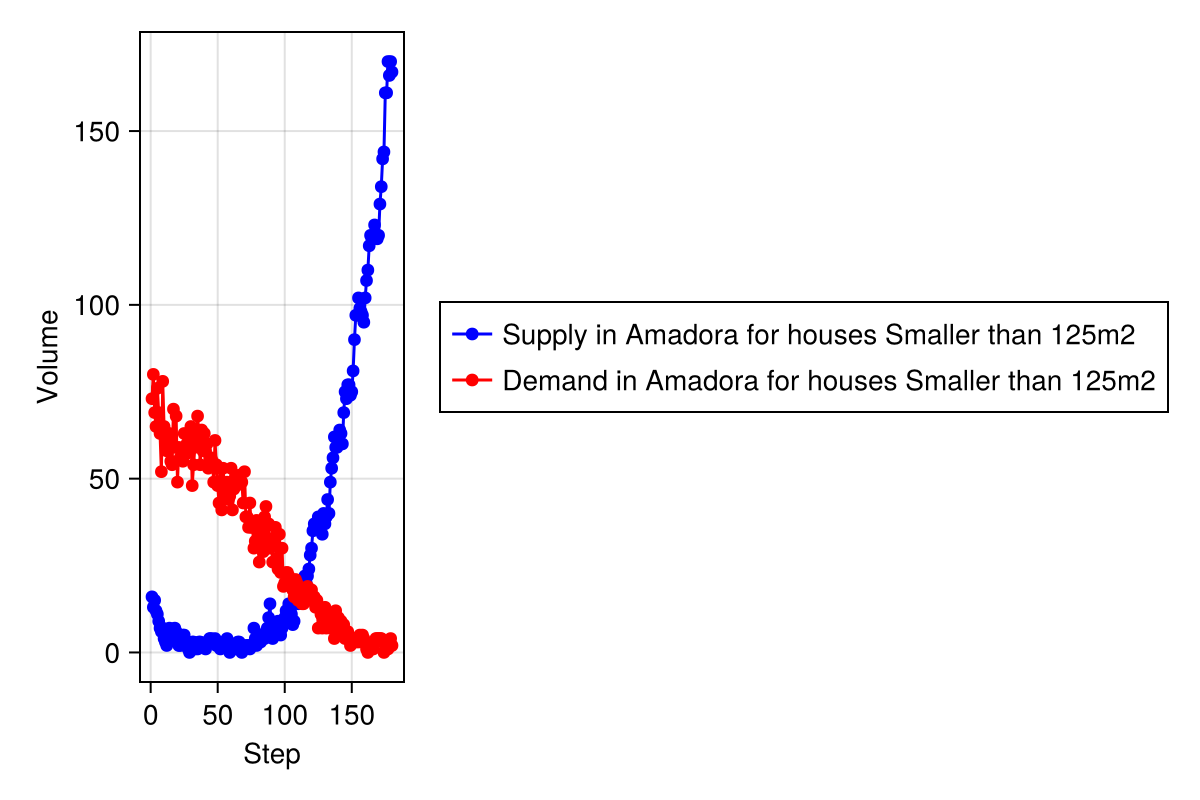 150
100
50
0
Volume
0 50 100 150
Step
Supply in Amadora for houses Smaller than 125m2
Demand in Amadora for houses Smaller than 125m2